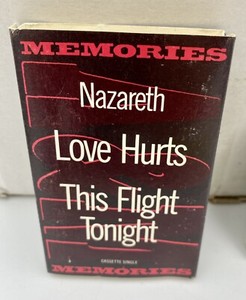 MEMORIES
Nazareth
Love Hurts
This Flight
Tonight
CASSETTE SINGLE
MEMORIES